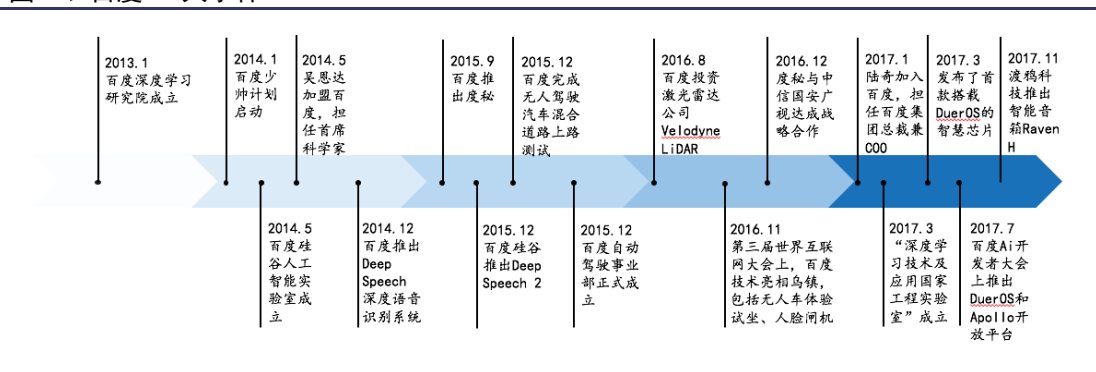 2013.1
百度深度学习
研究院成立
2014.1
百度少
帅计划
启动
2014.5
吴恩达
加盟百
度，担
任首席
科学家
2015.9
百度推
出度秘
2015.12
百度完成
无人驾驶
汽车混合
道路上路
测试
2016.8
百度投资
激光雷达
公司
Velodyne
LiDAR
2016.12
度秘与中
信国安广
视达成战
略合作
2017.1
陆奇加入
百度，担
任百度集
团总裁兼
COO
2017.3
发布了首
款搭载
DuerOS的
智慧芯片
2017.11
渡鸦科
技推出
智能音
箱Raven
H
2014.5
百度硅
谷人工
智能实
验室成
立
2014.12
百度推出
Deep
Speech
深度语音
识别系统
2015.12
百度硅谷
推出Deep
Speech 2
2015.12
百度自动
驾驶事业
部正式成
立
2016.11
第三届世界互联
网大会上，百度
技术亮相乌镇，
包括无人车体验
试坐、人脸闸机
2017.3
“深度学
习技术及
应用国家
工程实验
室”成立
2017.7
百度Ai开
发者大会
上推出
DuerOS和
Apollo开
放平台